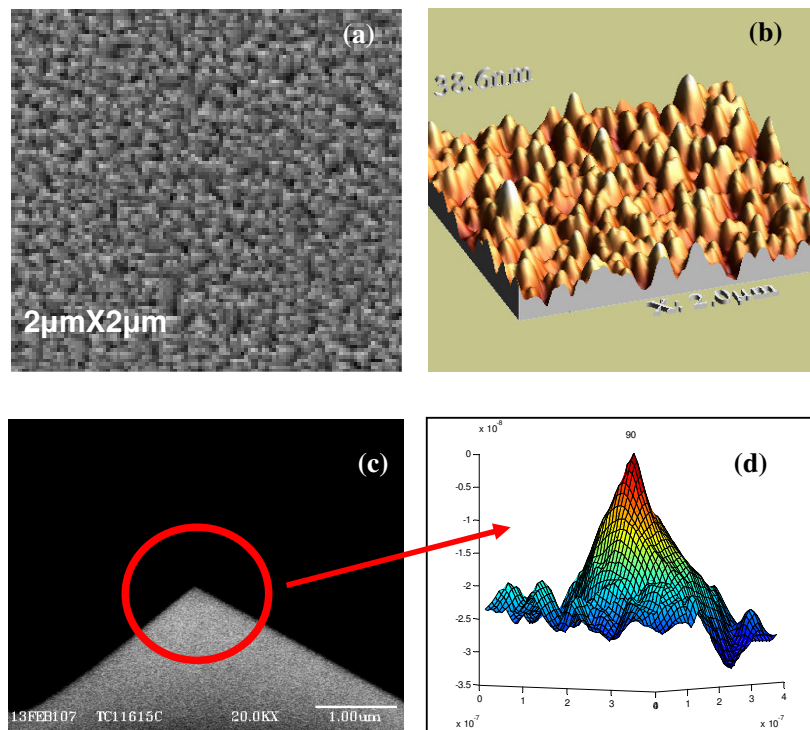 (a)
2µmX2µm
(b)
38.6nm
X, 2.0µm
(c)
13FEB107 TC11615C 20.0KX 1.00um
(d)
x 10⁻⁸
90
0
-0.5
-1
-1.5
-2
-2.5
-3
-3.5
0 1 2 3 1 2 3 4
x 10⁻⁷ x 10⁻⁷